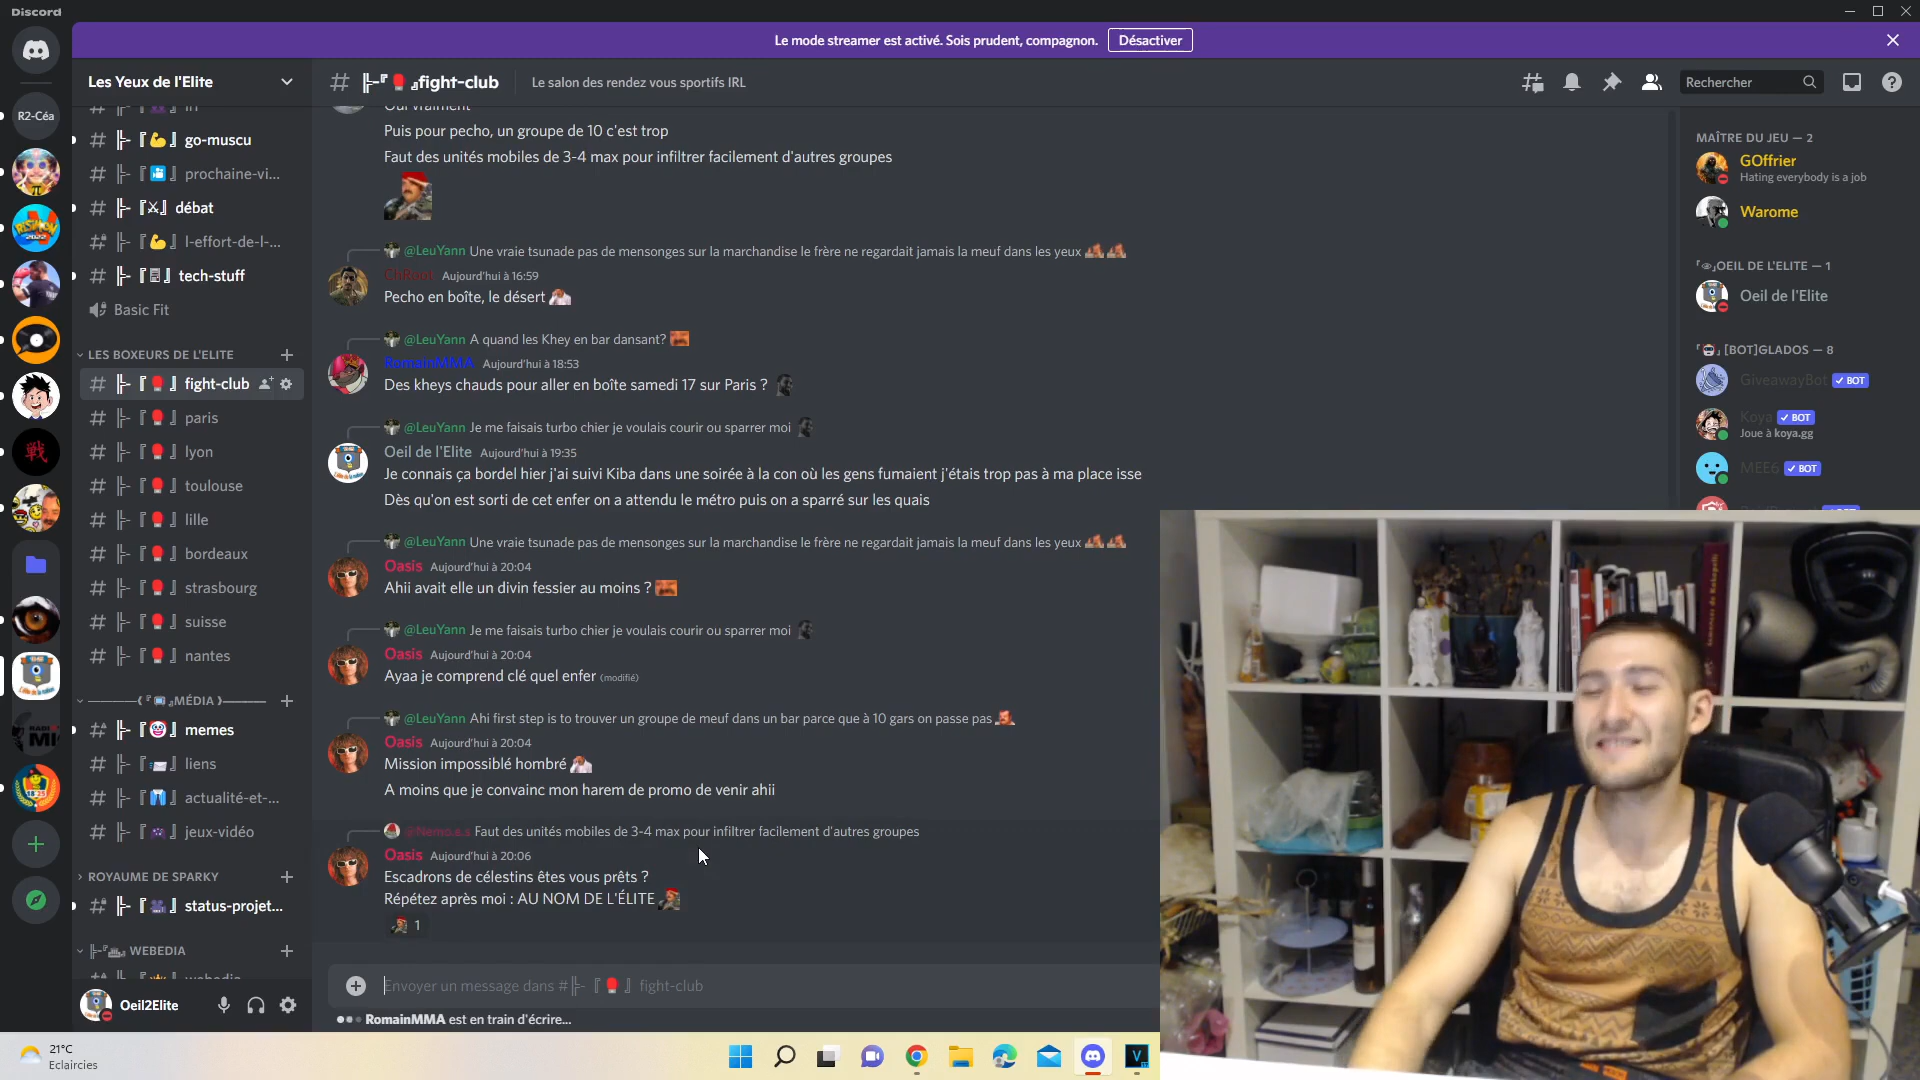 Discord
Le mode streamer est activé. Sois prudent, compagnon.
Désactiver
Les Yeux de l'Elite
fight-club
Le salon des rendez vous sportifs IRL
Rechercher
R2-Céa
go-muscu
prochaine-vi...
débat
l-effort-de-l-...
tech-stuff
Basic Fit
LES BOXEURS DE L'ELITE
fight-club
paris
lyon
toulouse
lille
bordeaux
strasbourg
suisse
nantes
MÉDIA
memes
liens
actualité-et-...
jeux-vidéo
ROYAUME DE SPARKY
status-projet...
WEBEDIA
Oeil2Elite
Oui vraiment
Puis pour pecho, un groupe de 10 c'est trop
Faut des unités mobiles de 3-4 max pour infiltrer facilement d'autres groupes
@LeuYann Une vraie tsunade pas de mensonges sur la marchandise le frère ne regardait jamais la meuf dans les yeux
Aujourd'hui à 16:59
Pecho en boîte, le désert
@LeuYann A quand les Khey en bar dansant?
RomainMMA Aujourd'hui à 18:53
Des kheys chauds pour aller en boîte samedi 17 sur Paris ?
@LeuYann Je me faisais turbo chier je voulais courir ou sparrer moi
Oeil de l'Elite Aujourd'hui à 19:35
Je connais ça bordel hier j'ai suivi Kiba dans une soirée à la con où les gens fumaient j'étais trop pas à ma place isse
Dès qu'on est sorti de cet enfer on a attendu le métro puis on a sparré sur les quais
@LeuYann Une vraie tsunade pas de mensonges sur la marchandise le frère ne regardait jamais la meuf dans les yeux
Oasis Aujourd'hui à 20:04
Ahii avait elle un divin fessier au moins ?
@LeuYann Je me faisais turbo chier je voulais courir ou sparrer moi
Oasis Aujourd'hui à 20:04
Ayaa je comprend clé quel enfer (modifié)
@LeuYann Ahi first step is to trouver un groupe de meuf dans un bar parce que à 10 gars on passe pas
Oasis Aujourd'hui à 20:04
Mission impossiblé hombré
A moins que je convainc mon harem de promo de venir ahii
@Nemo.e.s Faut des unités mobiles de 3-4 max pour infiltrer facilement d'autres groupes
Oasis Aujourd'hui à 20:06
Escadrons de célestins êtes vous prêts ?
Répétez après moi : AU NOM DE L'ÉLITE
1
Envoyer un message dans # fight-club
RomainMMA est en train d'écrire...
MAÎTRE DU JEU — 2
GOffrier
Hating everybody is a job
Warome
OEIL DE L'ELITE — 1
Oeil de l'Elite
[BOT]GLADOS — 8
GiveawayBot BOT
Koya BOT
Joue à koya.gg
MEE6 BOT
21°C
Eclaircies